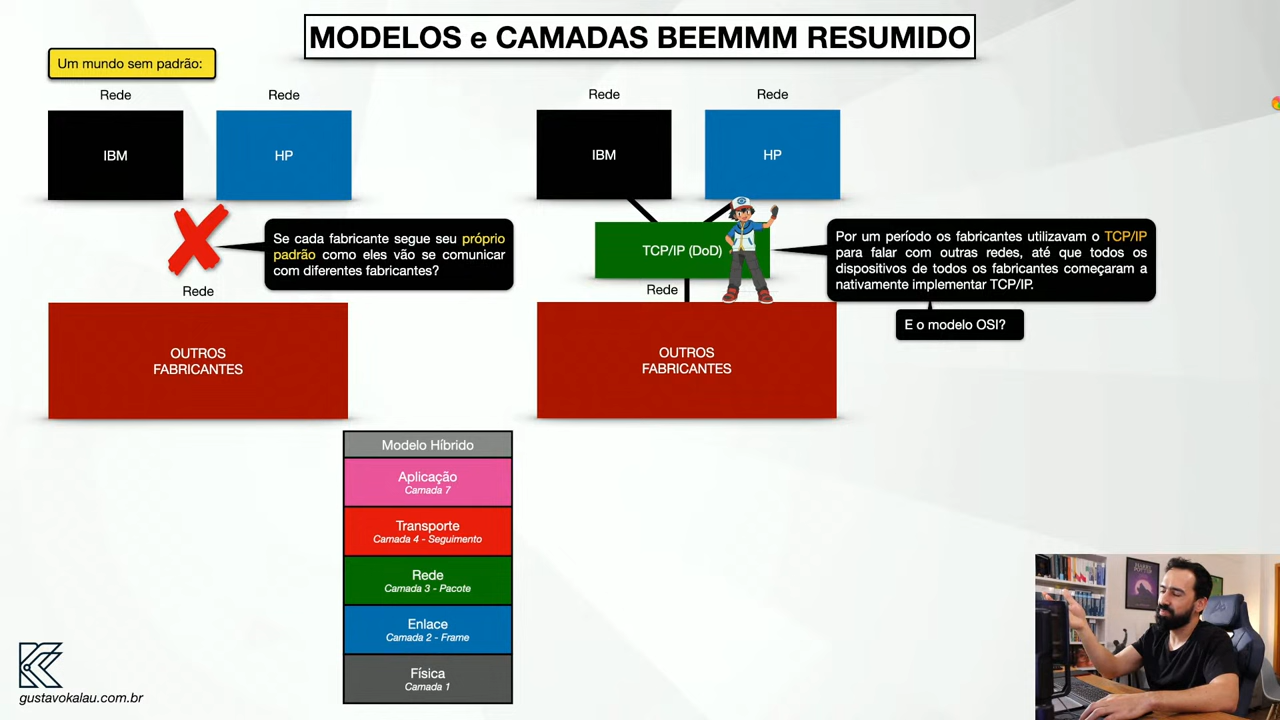 MODELOS e CAMADAS BEEMMM RESUMIDO
Um mundo sem padrão:
Rede
Rede
IBM
HP
Se cada fabricante segue seu próprio
padrão como eles vão se comunicar
com diferentes fabricantes?
Rede
OUTROS
FABRICANTES
Rede
Rede
IBM
HP
TCP/IP (DoD)
Por um período os fabricantes utilizavam o TCP/IP
para falar com outras redes, até que todos os
dispositivos de todos os fabricantes começaram a
nativamente implementar TCP/IP.
E o modelo OSI?
Rede
OUTROS
FABRICANTES
Modelo Híbrido
Aplicação
Camada 7
Transporte
Camada 4 - Seguimento
Rede
Camada 3 - Pacote
Enlace
Camada 2 - Frame
Física
Camada 1
gustavokalau.com.br